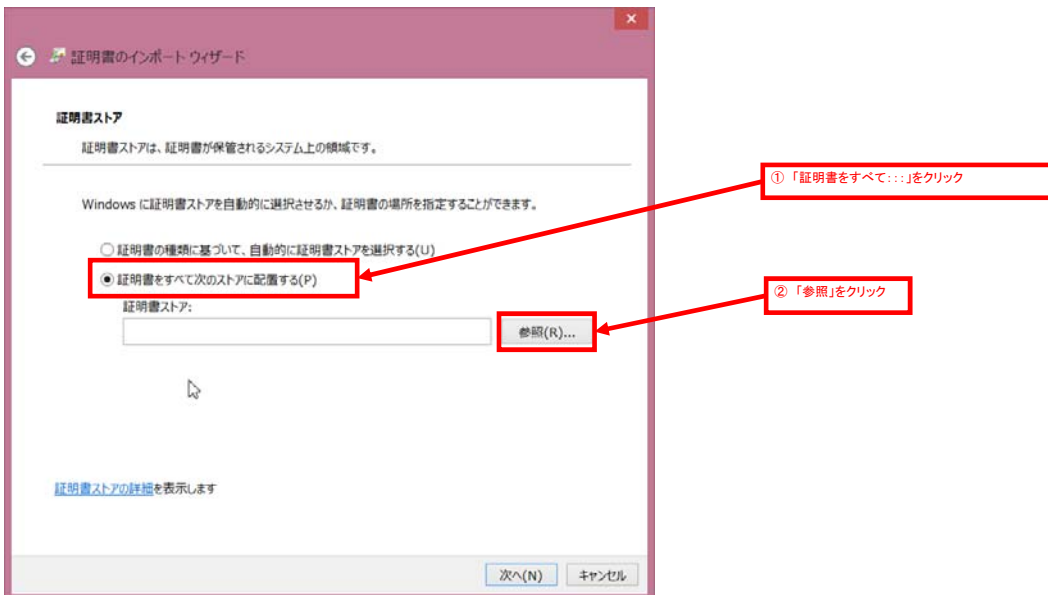 証明書のインポート ウィザード
証明書ストア
証明書ストアは、証明書が保管されるシステム上の領域です。
Windows に証明書ストアを自動的に選択させるか、証明書の場所を指定することができます。
証明書の種類に基づいて、自動的に証明書ストアを選択する(U)
証明書をすべて次のストアに配置する(P)
証明書ストア:
参照(R)...
証明書ストアの詳細を表示します
次へ(N)
キャンセル
① 「証明書をすべて:::」をクリック
② 「参照」をクリック